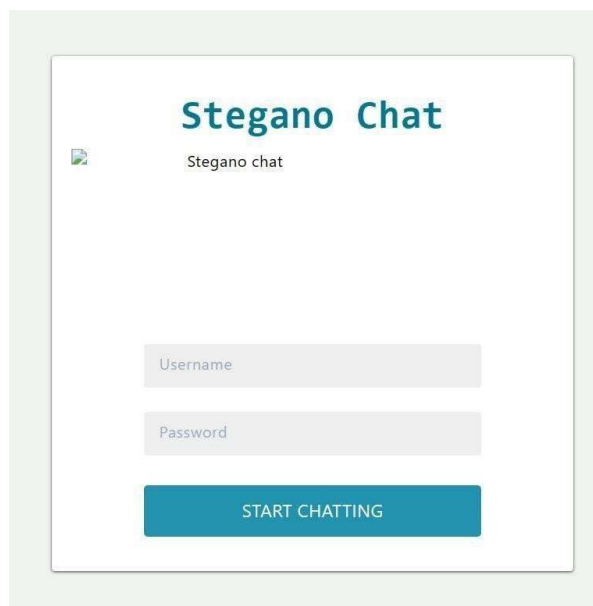 Stegano Chat
Stegano chat
Username
Password
START CHATTING